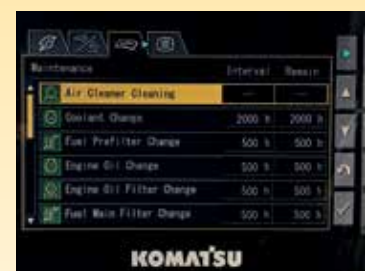 Maintenance Interval Remain
Air Cleaner Cleaning --- ---
Coolant Change 2000 h 2000 h
Fuel Prefilter Change 500 h 500 h
Engine Oil Change 500 h 500 h
Engine Oil Filter Change 500 h 500 h
Fuel Main Filter Change 500 h 500 h
KOMATSU